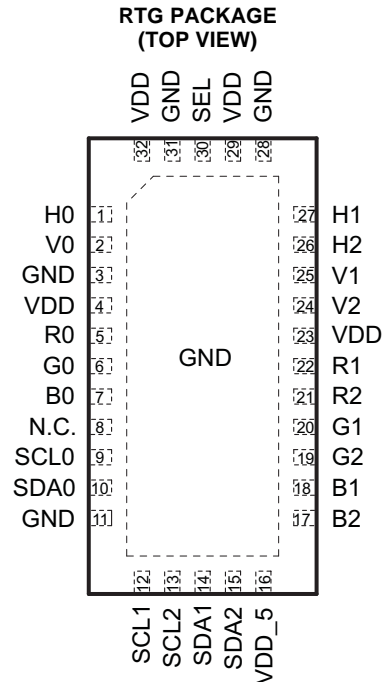 RTG PACKAGE
(TOP VIEW)
VDD GND SEL VDD GND
32 31 30 29 28
H0 1 27 H1
V0 2 26 H2
GND 3 25 V1
VDD 4 24 V2
R0 5 23 VDD
G0 6 GND 22 R1
B0 7 21 R2
N.C. 8 20 G1
SCL0 9 19 G2
SDA0 10 18 B1
GND 11 17 B2
12 13 14 15 16
SCL1 SCL2 SDA1 SDA2 VDD_5